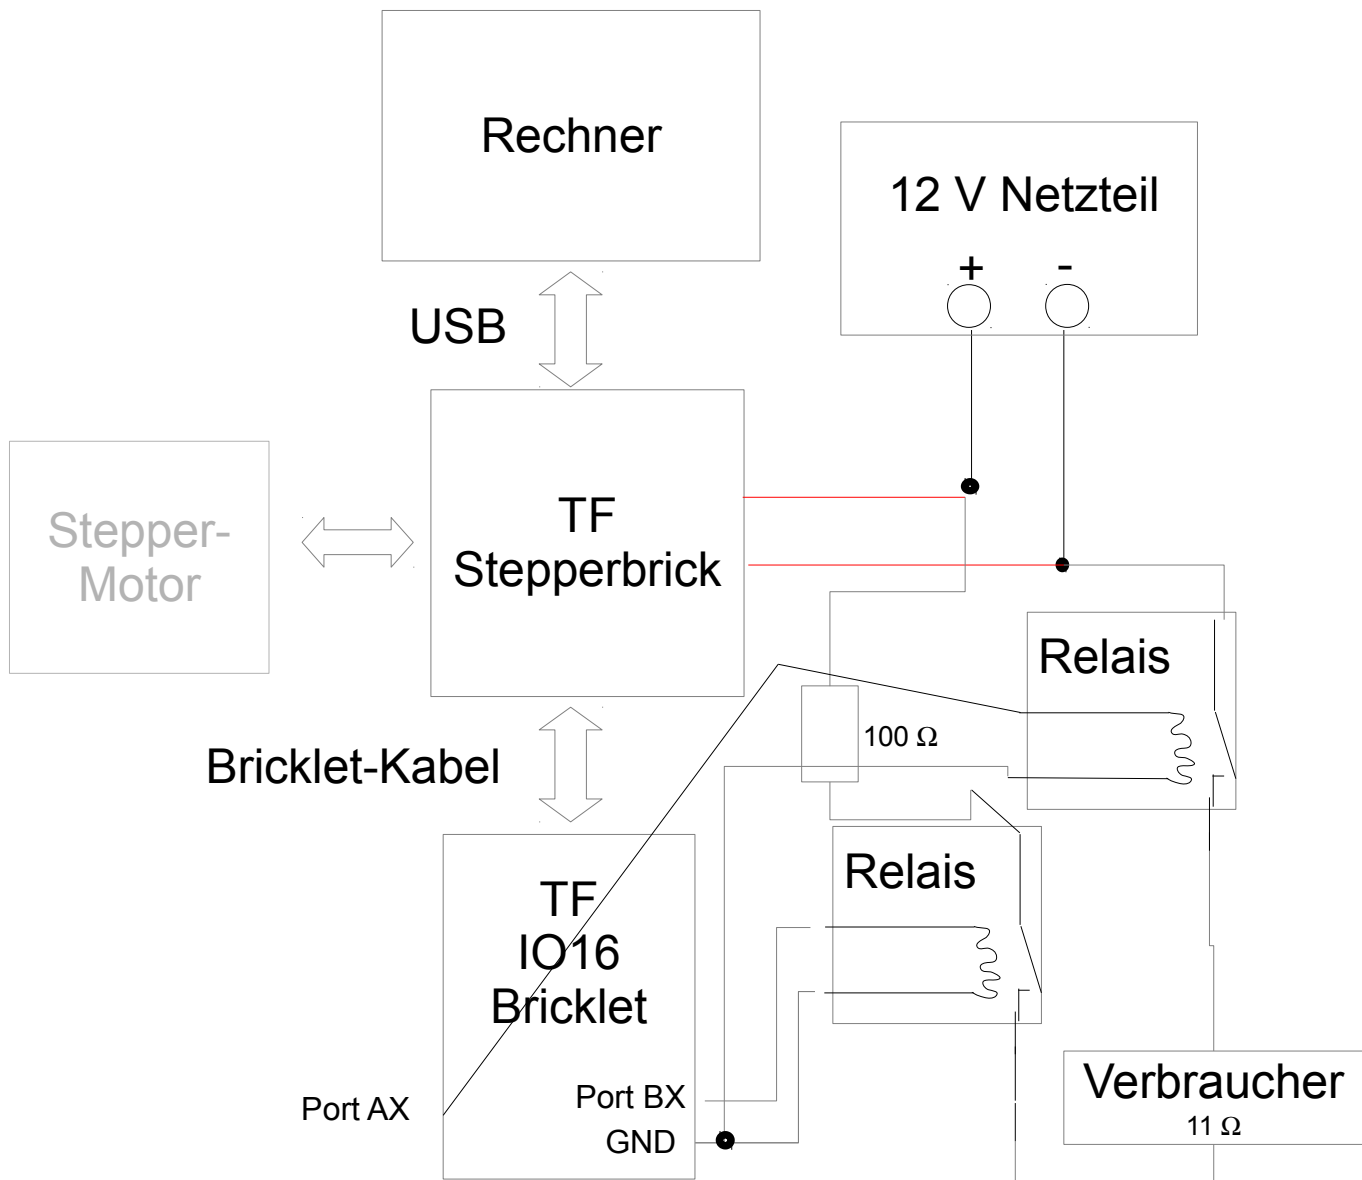 Rechner
12 V Netzteil
+ -
USB
Stepper-
Motor
TF
Stepperbrick
Relais
100 Ω
Bricklet-Kabel
Relais
TF
IO16
Bricklet
Port AX
Port BX
GND
Verbraucher
11 Ω